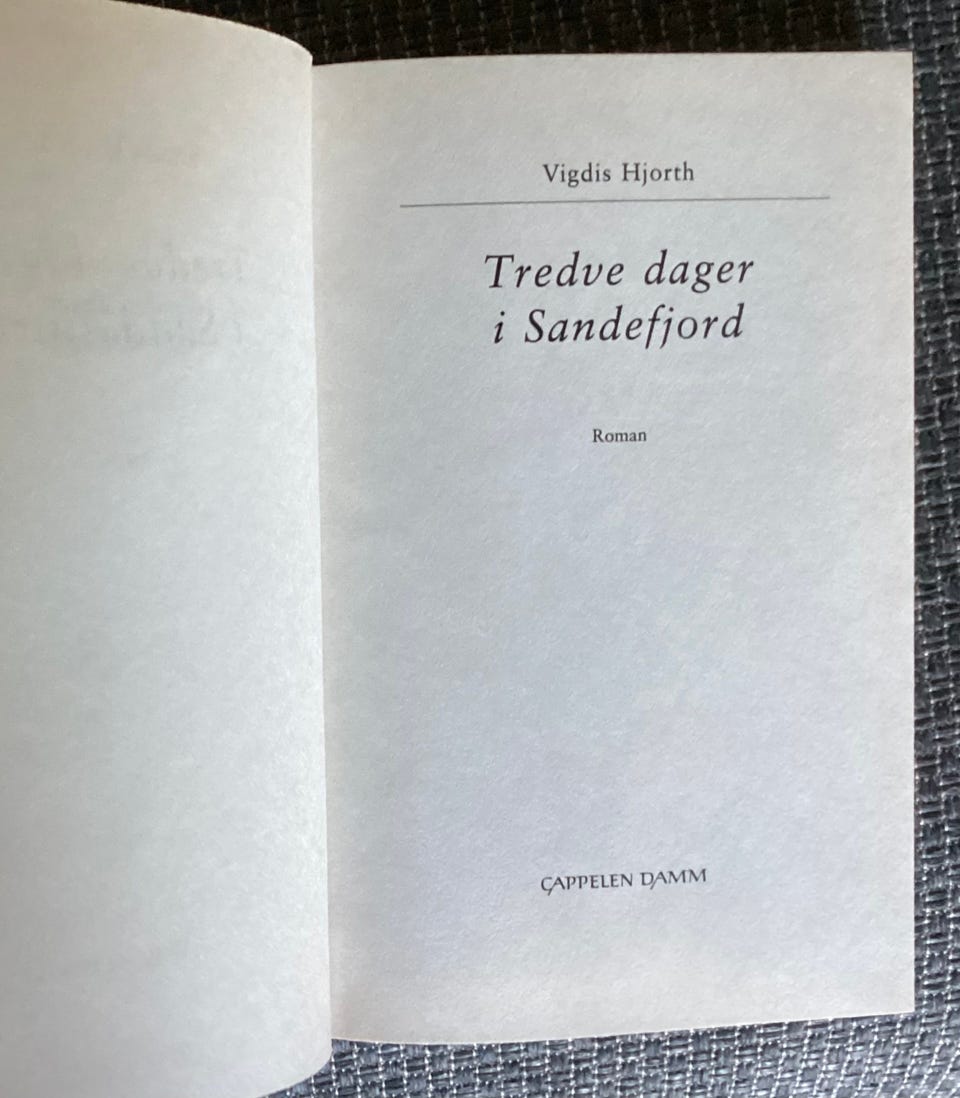 Vigdis Hjorth
Tredve dager
i Sandefjord
Roman
CAPPELEN DAMM